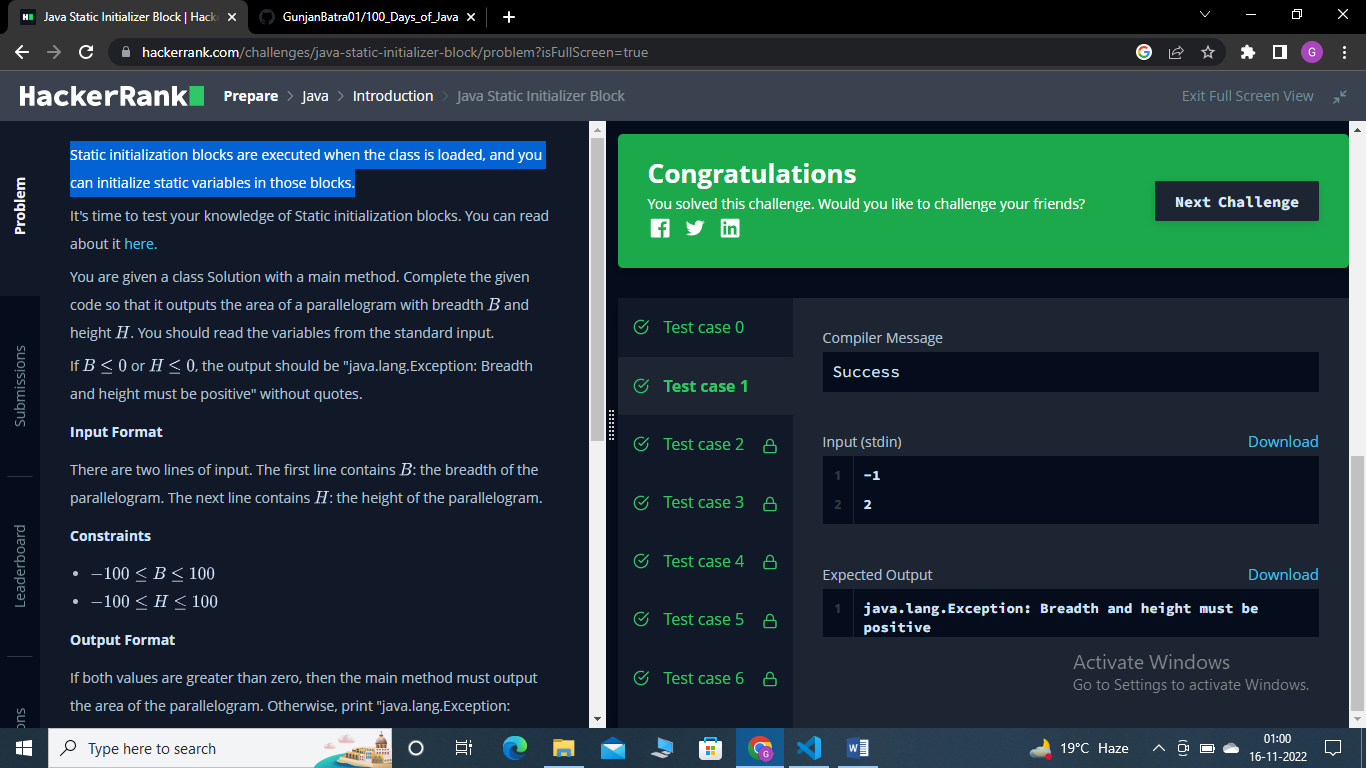 Java Static Initializer Block | Hack
GunjanBatra01/100_Days_of_Java
hackerrank.com/challenges/java-static-initializer-block/problem?isFullScreen=true
G
HackerRank
Prepare > Java > Introduction > Java Static Initializer Block
Exit Full Screen View
Problem
Submissions
Leaderboard
Static initialization blocks are executed when the class is loaded, and you
can initialize static variables in those blocks.
It's time to test your knowledge of Static initialization blocks. You can read
about it here.
You are given a class Solution with a main method. Complete the given
code so that it outputs the area of a parallelogram with breadth B and
height H. You should read the variables from the standard input.
If B ≤ 0 or H ≤ 0, the output should be "java.lang.Exception: Breadth
and height must be positive" without quotes.
Input Format
There are two lines of input. The first line contains B: the breadth of the
parallelogram. The next line contains H: the height of the parallelogram.
Constraints
• −100 ≤ B ≤ 100
• −100 ≤ H ≤ 100
Output Format
If both values are greater than zero, then the main method must output
the area of the parallelogram. Otherwise, print "java.lang.Exception:
Congratulations
You solved this challenge. Would you like to challenge your friends?
Next Challenge
Test case 0
Test case 1
Test case 2
Test case 3
Test case 4
Test case 5
Test case 6
Compiler Message
Success
Input (stdin)
Download
1 -1
2 2
Expected Output
Download
1 java.lang.Exception: Breadth and height must be
positive
Activate Windows
Go to Settings to activate Windows.
Type here to search
19°C Haze
01:00
16-11-2022